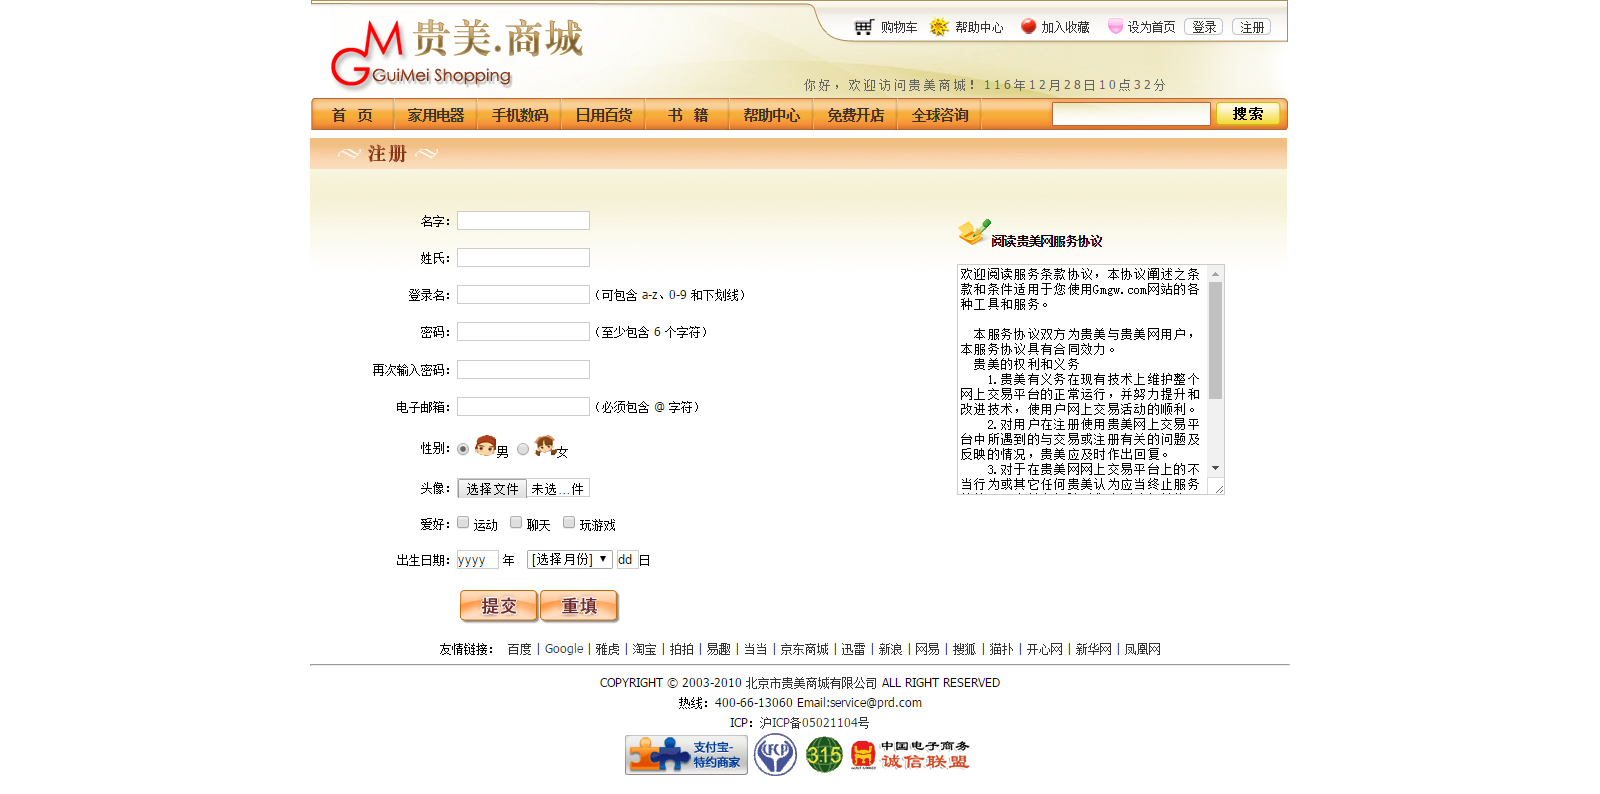 贵美.商城
GuiMei Shopping
购物车 帮助中心 加入收藏 设为首页 登录 注册
你好，欢迎访问贵美商城！116年12月28日10点32分
首 页 家用电器 手机数码 日用百货 书 籍 帮助中心 免费开店 全球咨询 搜索
注册
名字：
姓氏：
登录名： （可包含 a-z、0-9 和下划线）
密码： （至少包含 6 个字符）
再次输入密码：
电子邮箱： （必须包含 @ 字符）
性别： 男 女
头像： 选择文件 未选...件
爱好： 运动 聊天 玩游戏
出生日期： yyyy 年 [选择月份] dd 日
提交 重填
阅读贵美网服务协议
欢迎阅读服务条款协议，本协议阐述之条
款和条件适用于您使用Gmgw.com网站的各
种工具和服务。
本服务协议双方为贵美与贵美网用户，
本服务协议具有合同效力。
贵美的权利和义务
1.贵美有义务在现有技术上维护整个
网上交易平台的正常运行，并努力提升和
改进技术，使用户网上交易活动的顺利。
2.对用户在注册使用贵美网上交易平
台中所遇到的与交易或注册有关的问题及
反映的情况，贵美应及时作出回复。
3.对于在贵美网网上交易平台上的不
当行为或其它任何贵美认为应当终止服务
友情链接： 百度 | Google | 雅虎 | 淘宝 | 拍拍 | 易趣 | 当当 | 京东商城 | 迅雷 | 新浪 | 网易 | 搜狐 | 猫扑 | 开心网 | 新华网 | 凤凰网
COPYRIGHT © 2003-2010 北京市贵美商城有限公司 ALL RIGHT RESERVED
热线：400-66-13060 Email:service@prd.com
ICP：沪ICP备05021104号
支付宝-
特约商家
CFCP
315
中国电子商务
诚信联盟